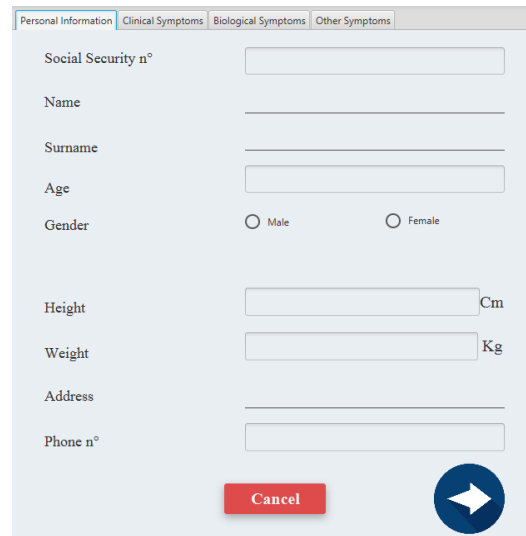 Personal Information Clinical Symptoms Biological Symptoms Other Symptoms
Social Security n°
Name
Surname
Age
Gender Male Female
Height Cm
Weight Kg
Address
Phone n°
Cancel